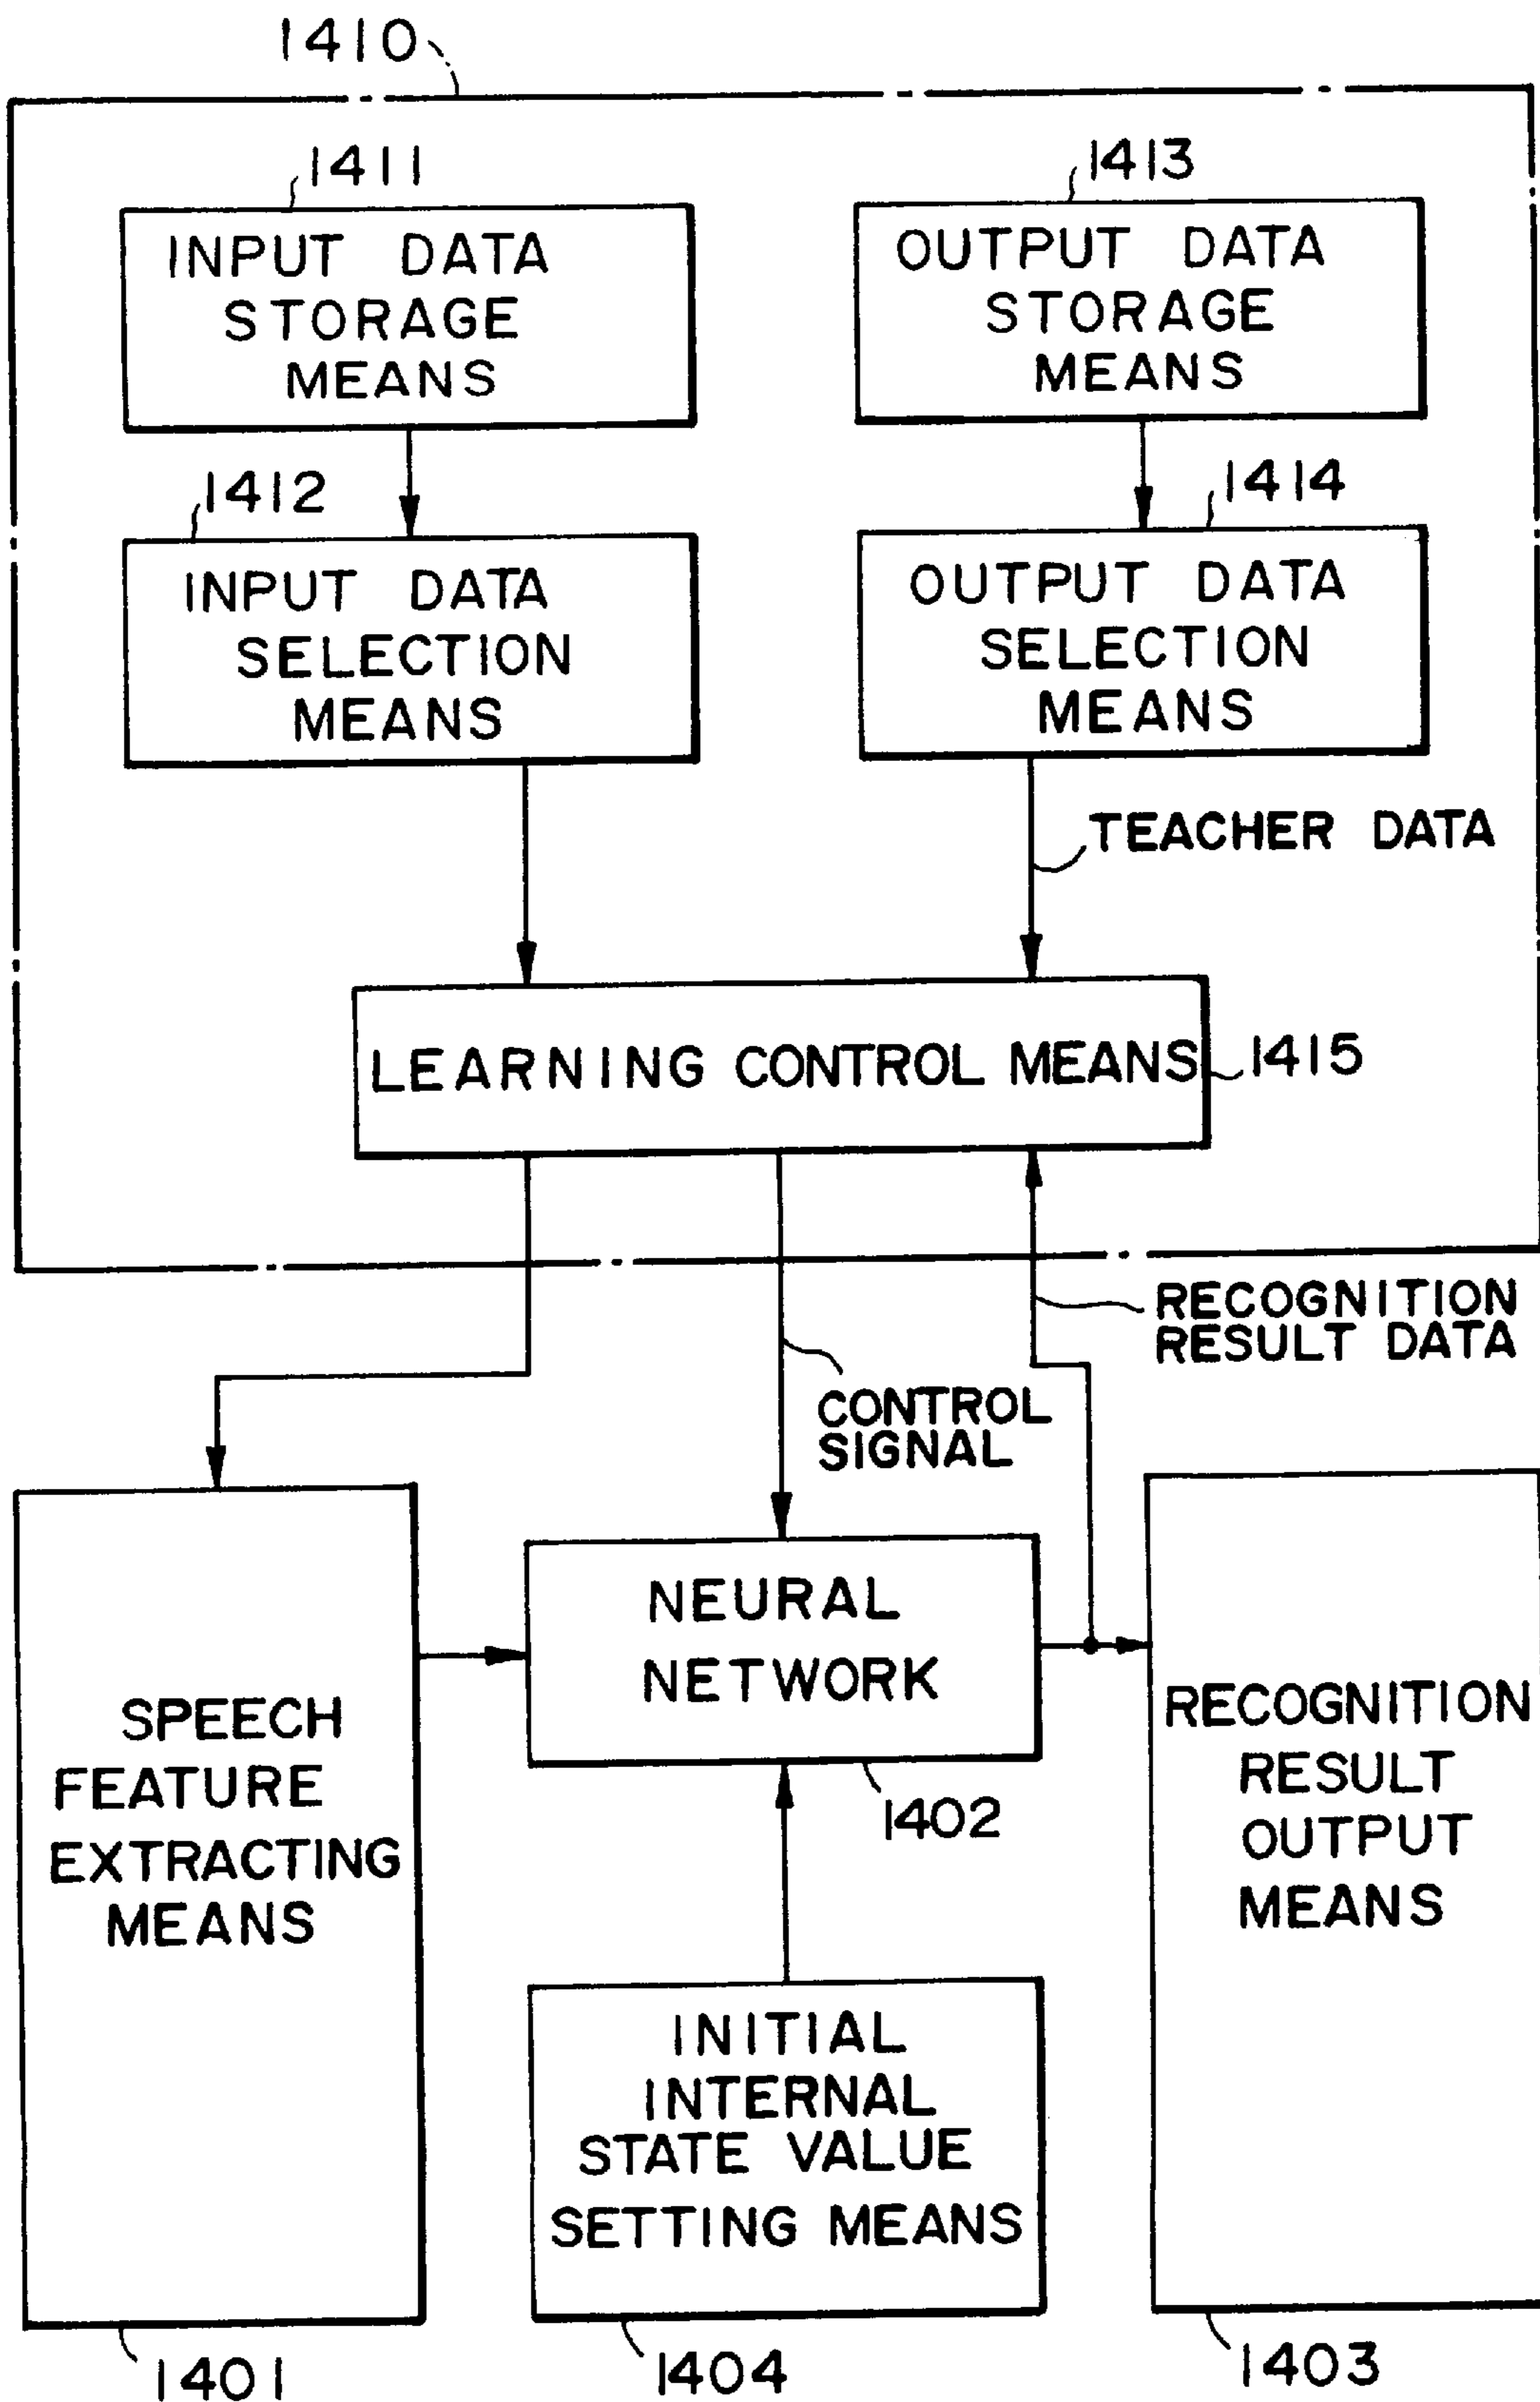 1410
1411
INPUT DATA
STORAGE
MEANS
1413
OUTPUT DATA
STORAGE
MEANS
1412
INPUT DATA
SELECTION
MEANS
1414
OUTPUT DATA
SELECTION
MEANS
TEACHER DATA
LEARNING CONTROL MEANS
1415
RECOGNITION
RESULT DATA
CONTROL
SIGNAL
SPEECH
FEATURE
EXTRACTING
MEANS
1401
NEURAL
NETWORK
1402
INITIAL
INTERNAL
STATE VALUE
SETTING MEANS
1404
RECOGNITION
RESULT
OUTPUT
MEANS
1403